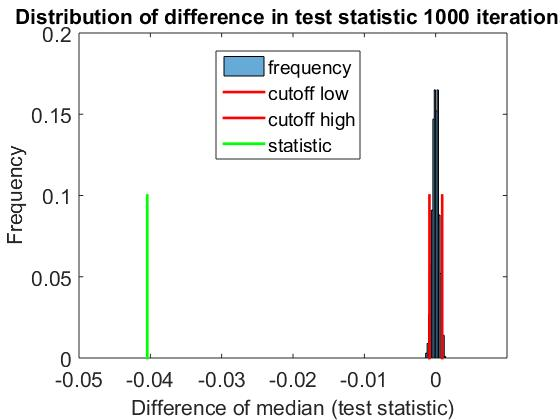 Distribution of difference in test statistic 1000 iteration
0.2
0.15
0.1
0.05
0
Frequency
frequency
cutoff low
cutoff high
statistic
-0.05 -0.04 -0.03 -0.02 -0.01 0
Difference of median (test statistic)